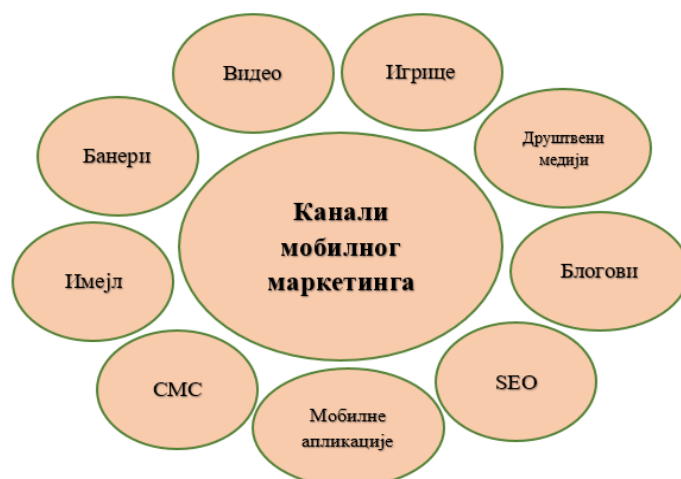 Видео
Игрице
Друштвени
медији
Блогови
SEO
Мобилне
апликације
СМС
Имејл
Банери
Канали
мобилног
маркетинга